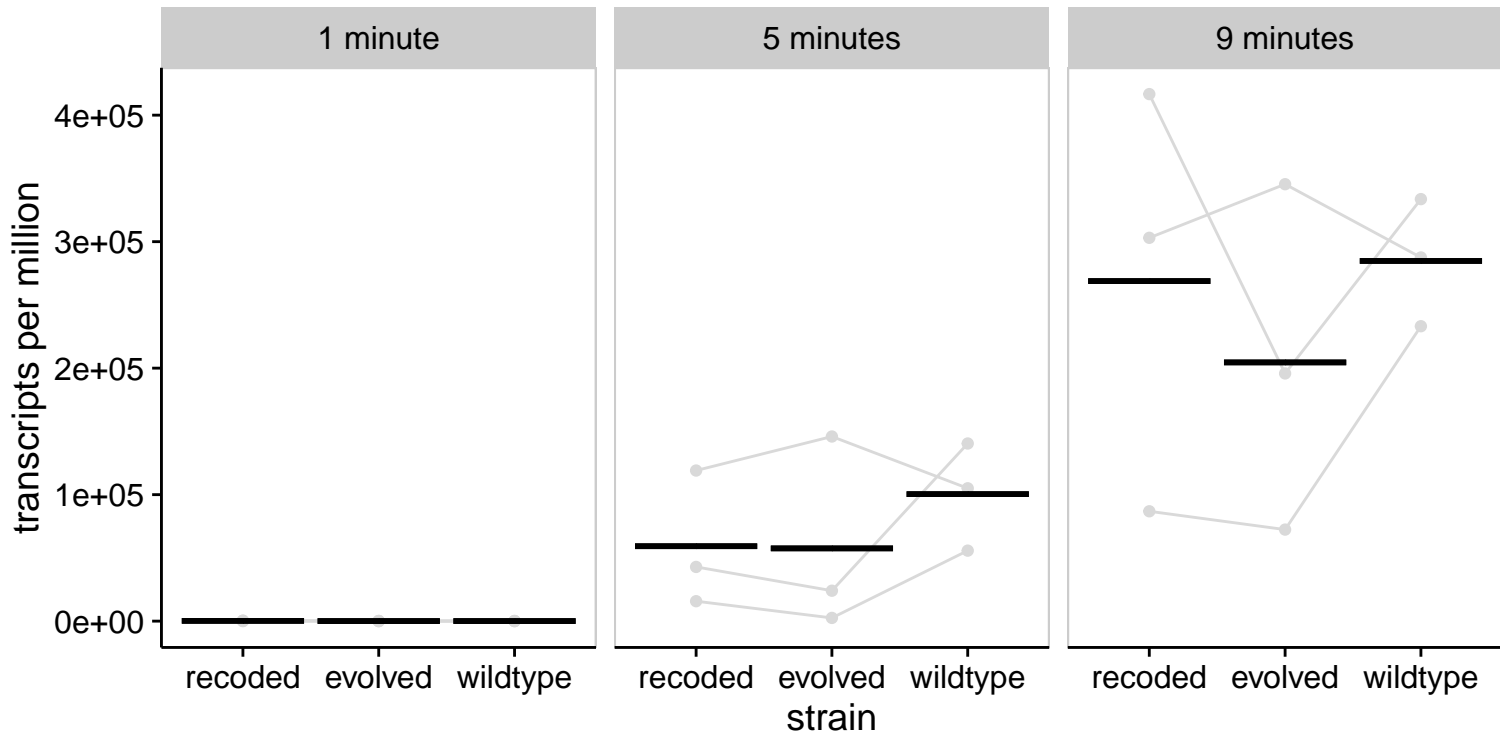 1 minute
5 minutes
9 minutes
transcripts per million
4e+05
3e+05
2e+05
1e+05
0e+00
recoded evolved wildtype
recoded evolved wildtype
recoded evolved wildtype
strain